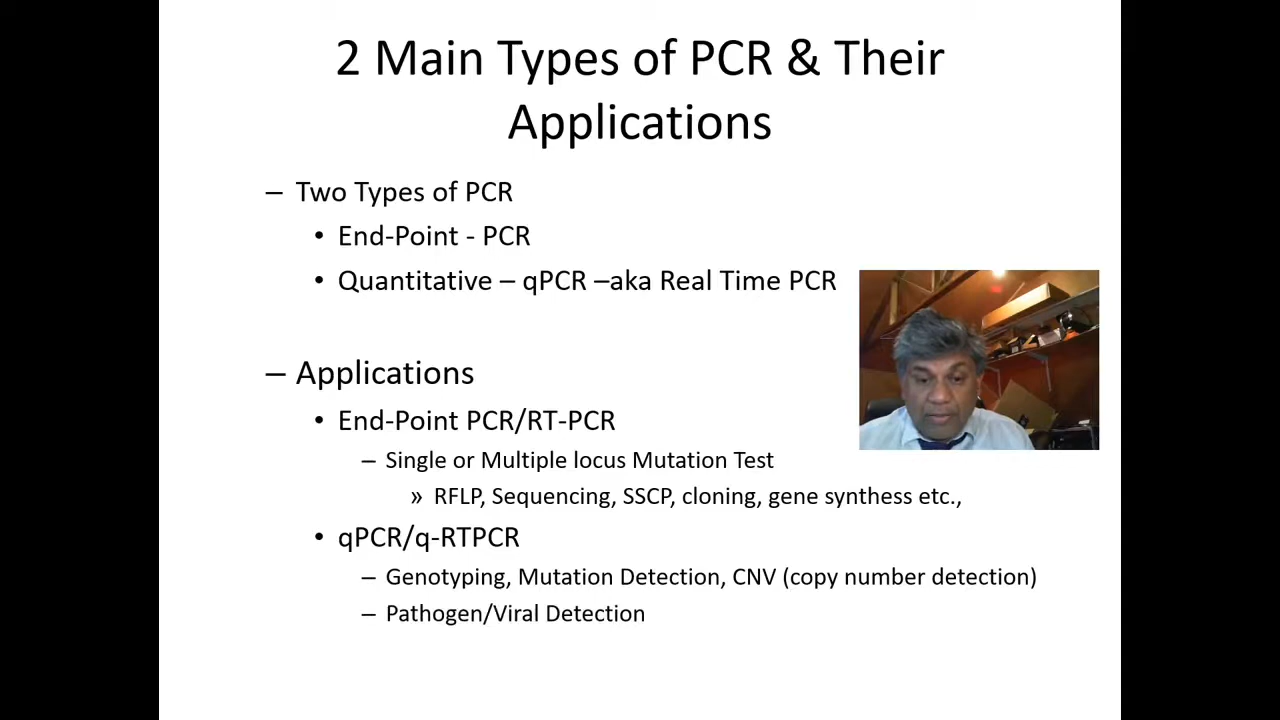 2 Main Types of PCR & Their
Applications
– Two Types of PCR
• End-Point - PCR
• Quantitative – qPCR –aka Real Time PCR
– Applications
• End-Point PCR/RT-PCR
– Single or Multiple locus Mutation Test
» RFLP, Sequencing, SSCP, cloning, gene synthess etc.,
• qPCR/q-RTPCR
– Genotyping, Mutation Detection, CNV (copy number detection)
– Pathogen/Viral Detection